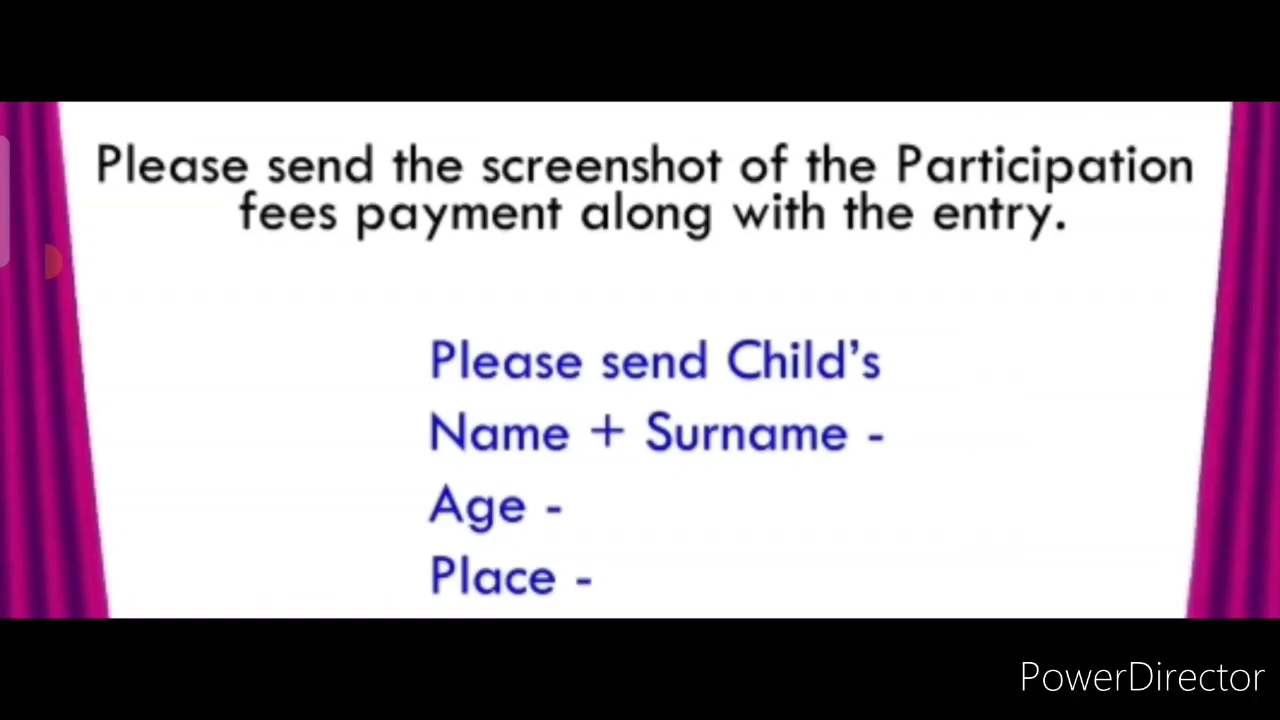 Please send the screenshot of the Participation
fees payment along with the entry.
Please send Child’s
Name + Surname -
Age -
Place -
PowerDirector